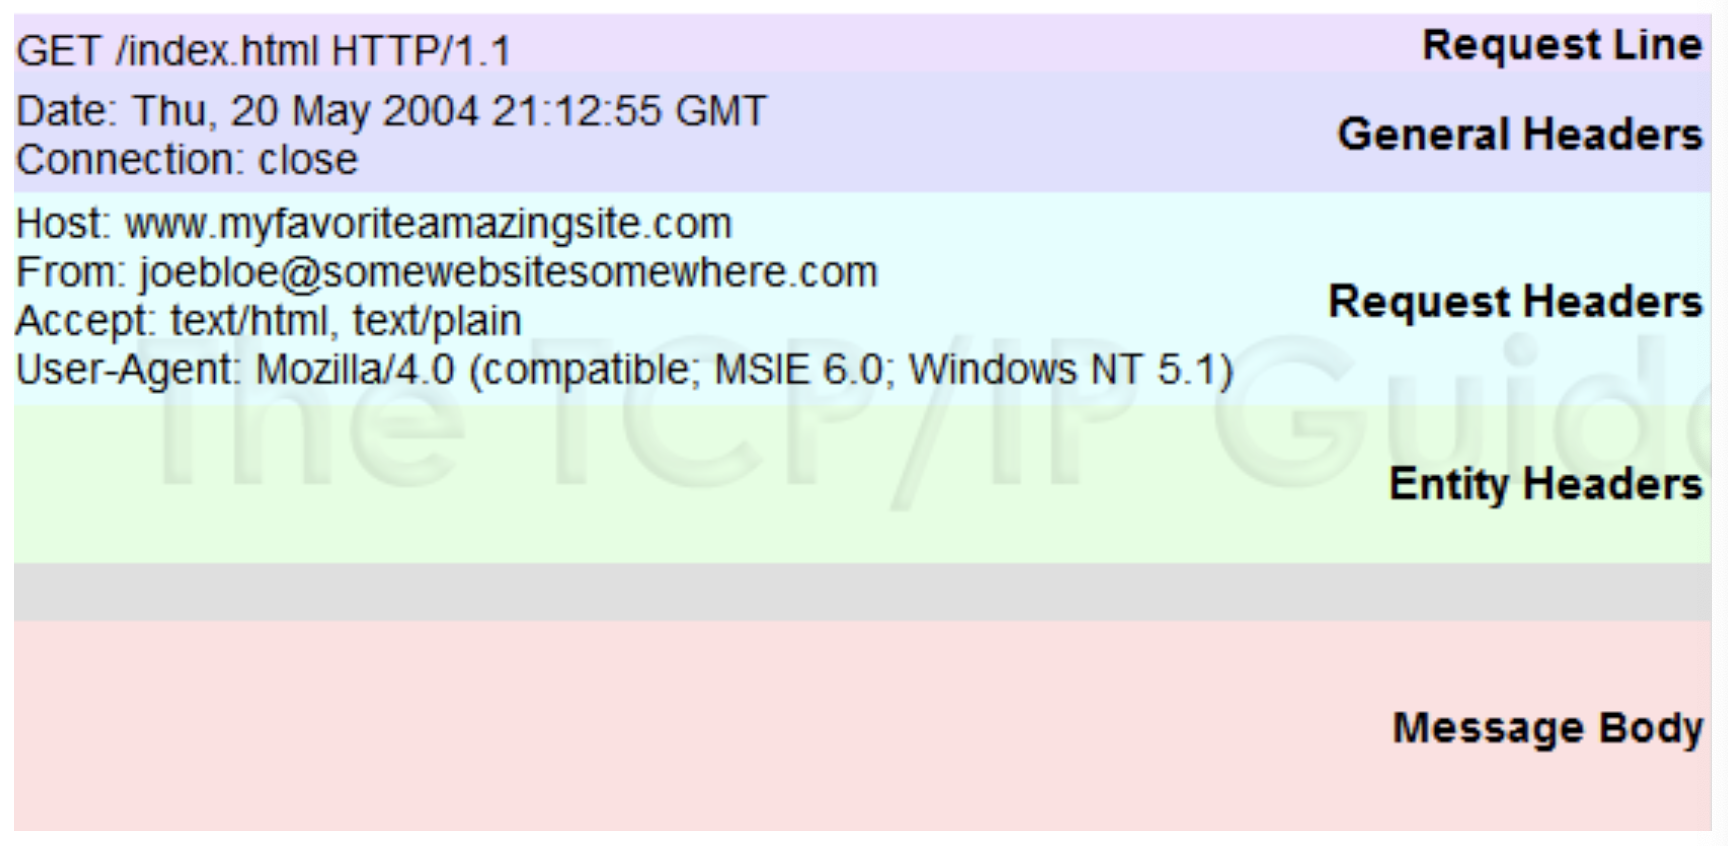 GET /index.html HTTP/1.1
Request Line
Date: Thu, 20 May 2004 21:12:55 GMT
Connection: close
General Headers
Host: www.myfavoriteamazingsite.com
From: joebloe@somewebsitesomewhere.com
Accept: text/html, text/plain
User-Agent: Mozilla/4.0 (compatible; MSIE 6.0; Windows NT 5.1)
Request Headers
The TCP/IP Guide
Entity Headers
Message Body